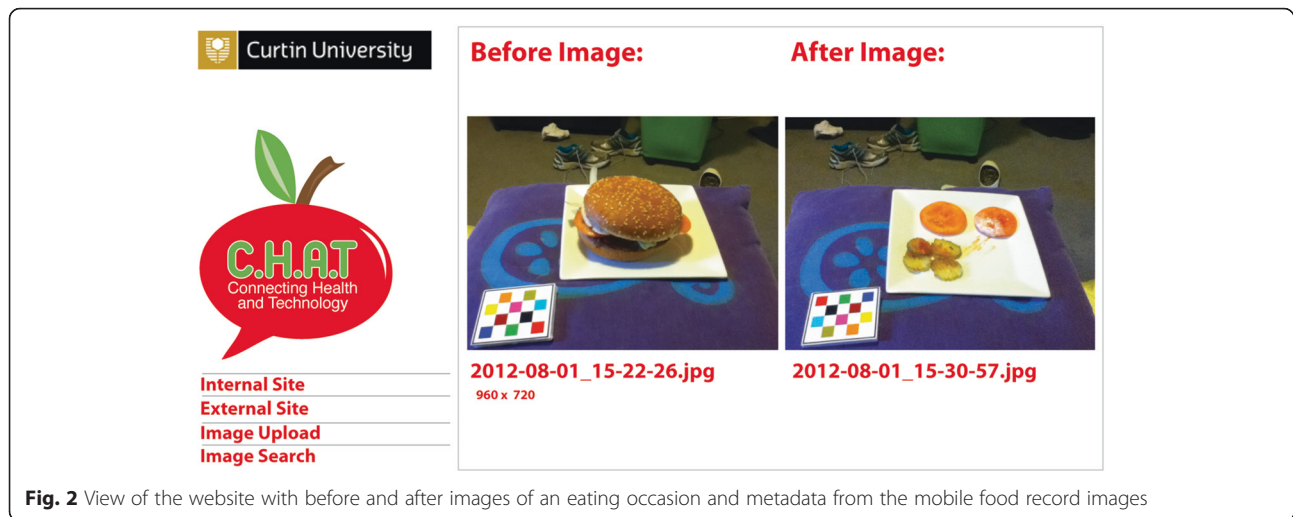 Curtin University
C.H.A.T
Connecting Health
and Technology
Internal Site
External Site
Image Upload
Image Search
Before Image:
After Image:
2012-08-01_15-22-26.jpg
960 x 720
2012-08-01_15-30-57.jpg
Fig. 2 View of the website with before and after images of an eating occasion and metadata from the mobile food record images